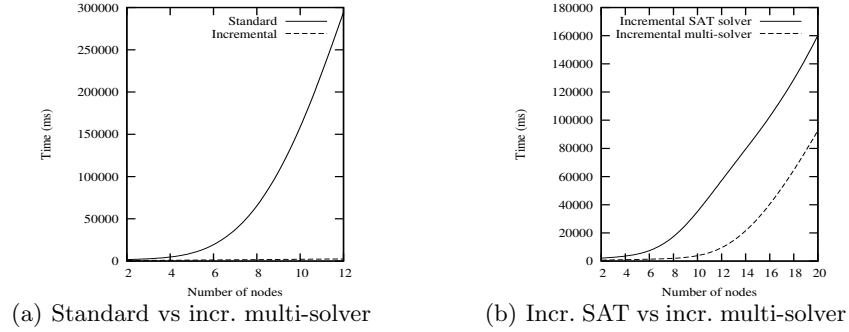 300000
250000
200000
150000
100000
50000
0
Time (ms)
Standard
Incremental
2 4 6 8 10 12
Number of nodes
(a) Standard vs incr. multi-solver
180000
160000
140000
120000
100000
80000
60000
40000
20000
0
Time (ms)
Incremental SAT solver
Incremental multi-solver
2 4 6 8 10 12 14 16 18 20
Number of nodes
(b) Incr. SAT vs incr. multi-solver